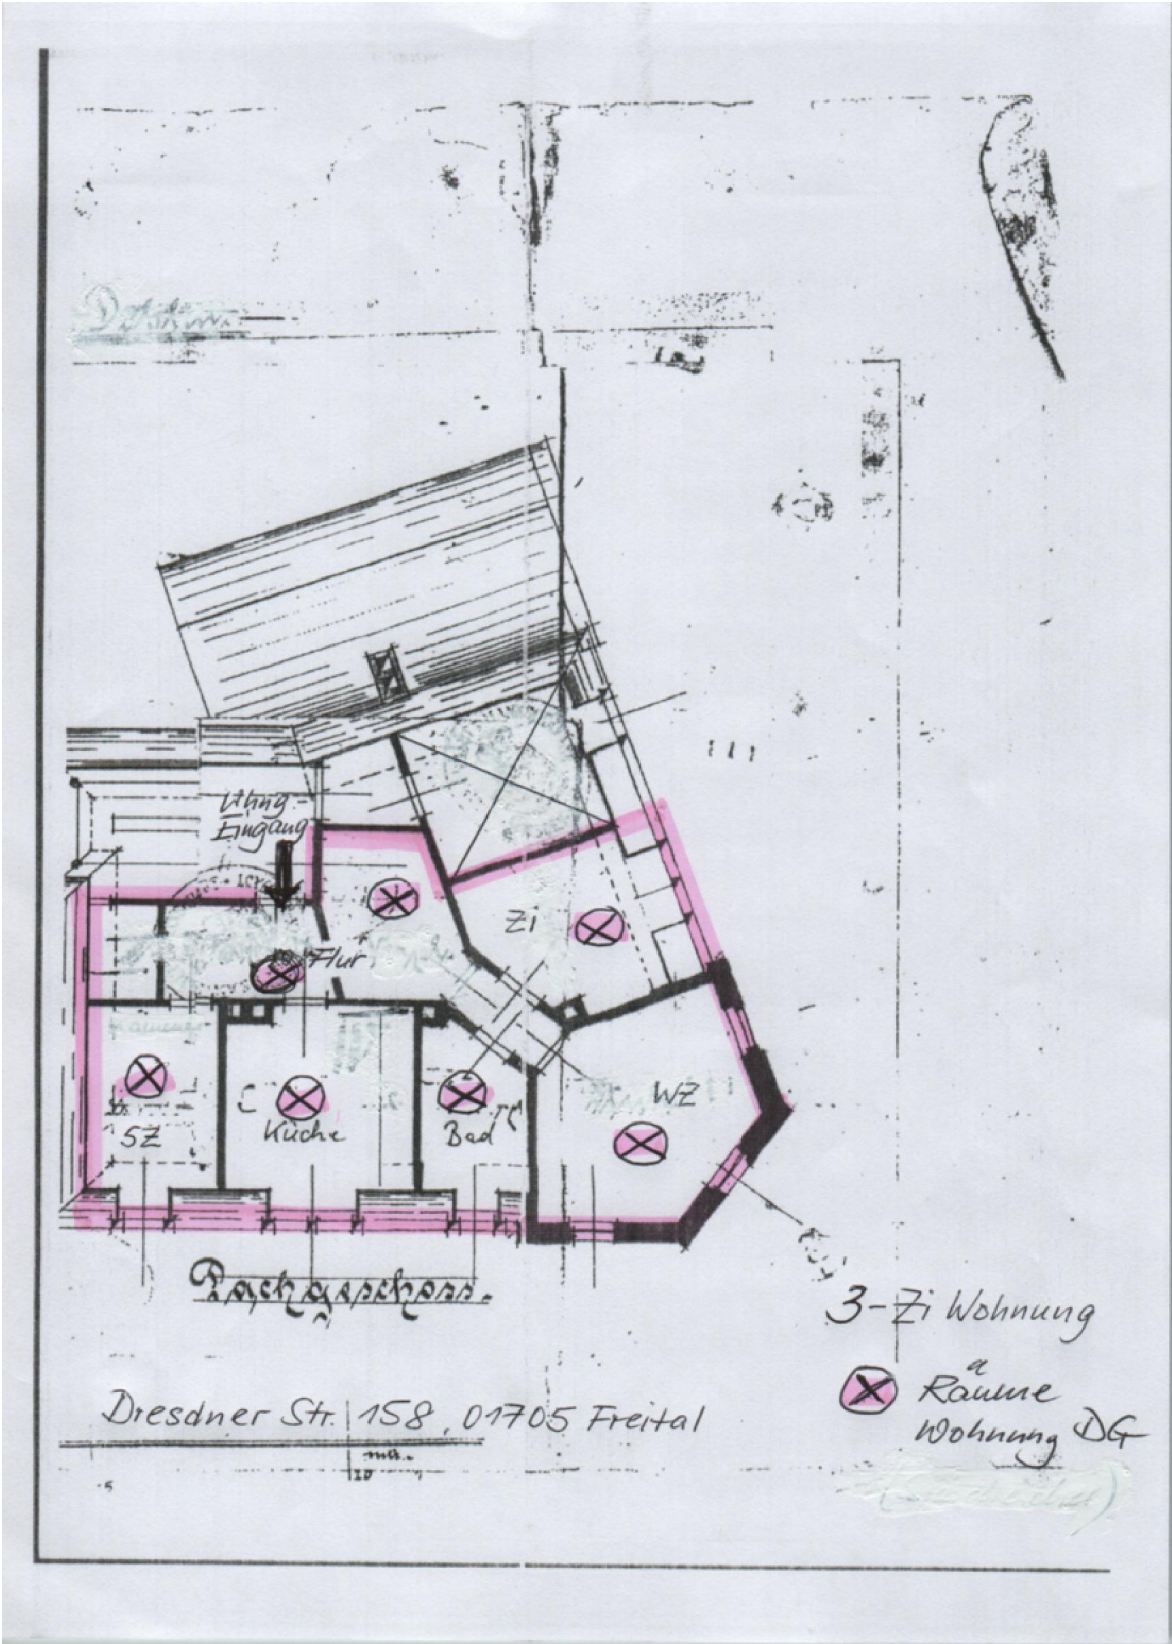 Whng-
Eingang
Zi
Flur
WZ
SZ
Küche
Bad
Dachgeschoss.
3-Zi Wohnung
Räume
Wohnung DG
Dresdner Str. 158, 01705 Freital